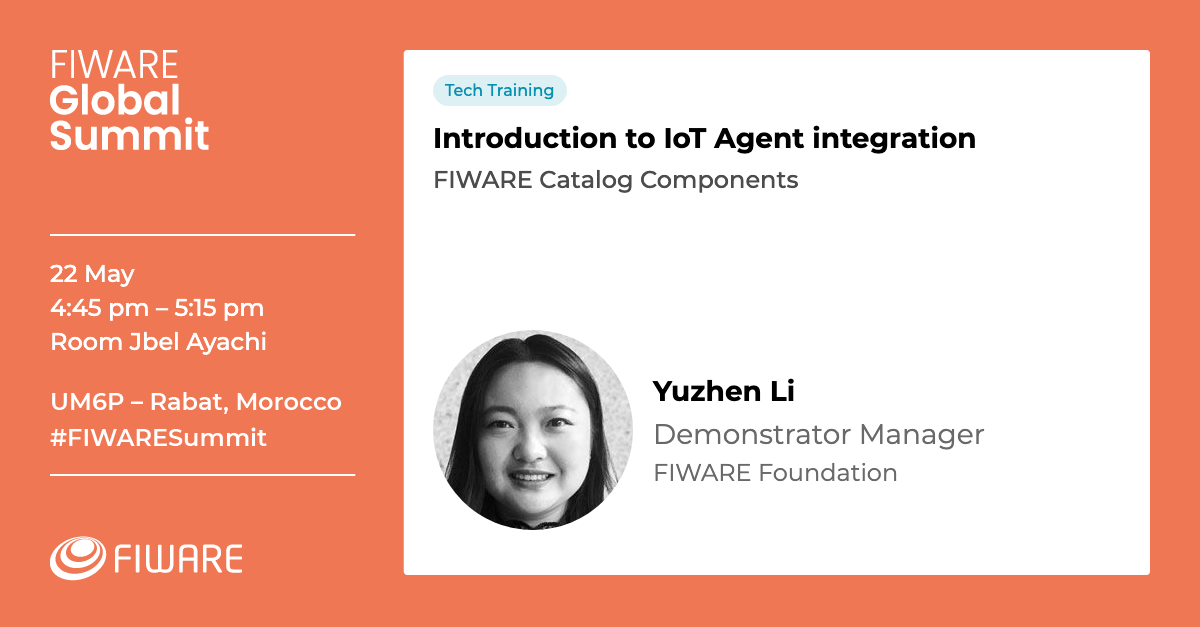 FIWARE
Global
Summit
22 May
4:45 pm – 5:15 pm
Room Jbel Ayachi
UM6P – Rabat, Morocco
#FIWARESummit
FIWARE
Tech Training
Introduction to IoT Agent integration
FIWARE Catalog Components
Yuzhen Li
Demonstrator Manager
FIWARE Foundation